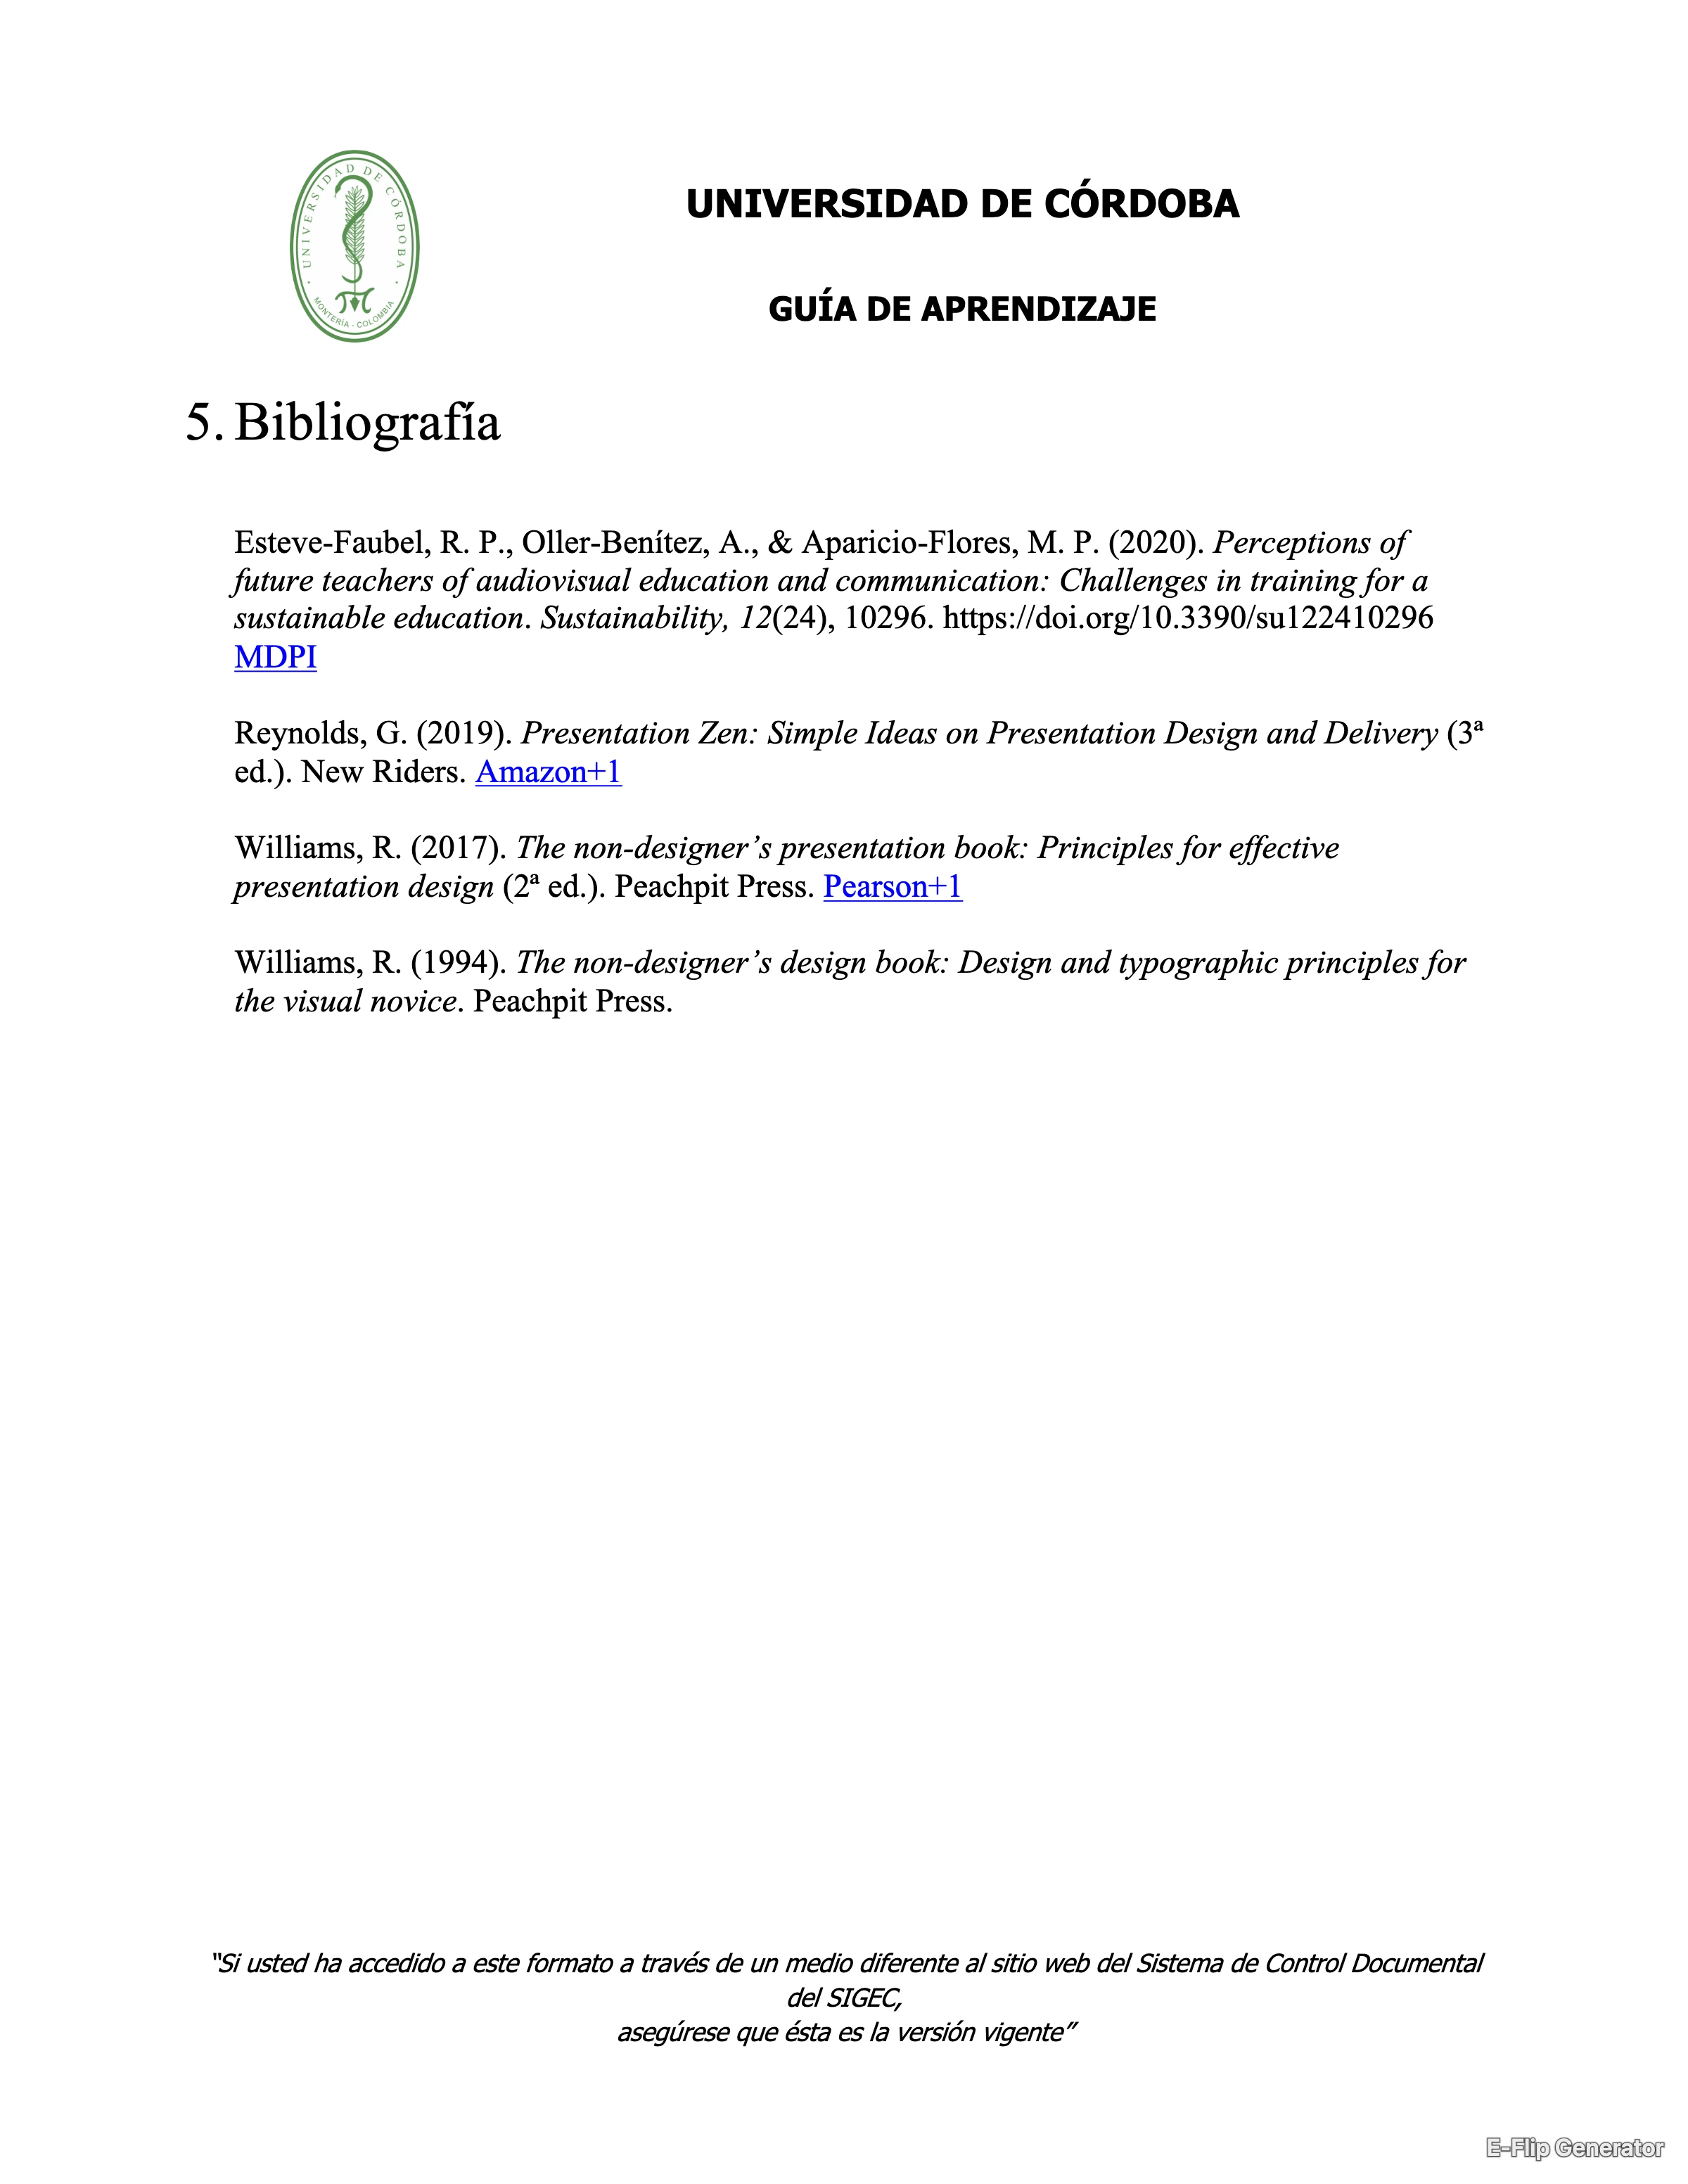 UNIVERSIDAD DE CÓRDOBA
MONTERÍA - COLOMBIA
UNIVERSIDAD DE CÓRDOBA
GUÍA DE APRENDIZAJE
5. Bibliografía
Esteve-Faubel, R. P., Oller-Benítez, A., & Aparicio-Flores, M. P. (2020). Perceptions of
future teachers of audiovisual education and communication: Challenges in training for a
sustainable education. Sustainability, 12(24), 10296. https://doi.org/10.3390/su122410296
MDPI
Reynolds, G. (2019). Presentation Zen: Simple Ideas on Presentation Design and Delivery (3ª
ed.). New Riders. Amazon+1
Williams, R. (2017). The non-designer’s presentation book: Principles for effective
presentation design (2ª ed.). Peachpit Press. Pearson+1
Williams, R. (1994). The non-designer’s design book: Design and typographic principles for
the visual novice. Peachpit Press.
“Si usted ha accedido a este formato a través de un medio diferente al sitio web del Sistema de Control Documental
del SIGEC,
asegúrese que ésta es la versión vigente”
E-Flip Generator